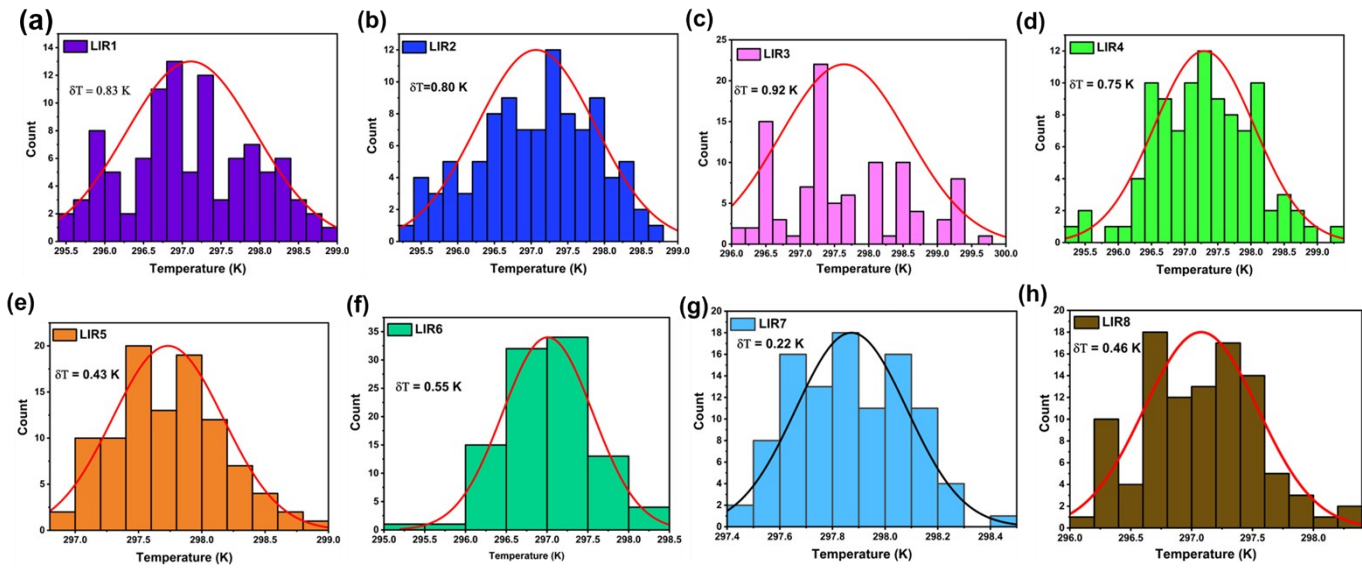 (a)
LIR1
δT = 0.83 K
Count
14
12
10
8
6
4
2
0
295.5 296.0 296.5 297.0 297.5 298.0 298.5 299.0
Temperature (K)
(b)
LIR2
δT=0.80 K
Count
14
12
10
8
6
4
2
0
295.5 296.0 296.5 297.0 297.5 298.0 298.5 299.0
Temperature (K)
(c)
LIR3
δT = 0.92 K
Count
25
20
15
10
5
0
296.0 296.5 297.0 297.5 298.0 298.5 299.0 299.5 300.0
Temperature (K)
(d)
LIR4
δT = 0.75 K
Count
12
10
8
6
4
2
0
295.5 296.0 296.5 297.0 297.5 298.0 298.5 299.0
Temperature (K)
(e)
LIR5
δT = 0.43 K
Count
20
15
10
5
0
297.0 297.5 298.0 298.5 299.0
Temperature (K)
(f)
LIR6
δT = 0.55 K
Count
35
30
25
20
15
10
5
0
295.0 295.5 296.0 296.5 297.0 297.5 298.0 298.5
Temperature (K)
(g)
LIR7
δT = 0.22 K
Count
20
18
16
14
12
10
8
6
4
2
0
297.4 297.6 297.8 298.0 298.2 298.4
Temperature (K)
(h)
LIR8
δT = 0.46 K
Count
20
18
16
14
12
10
8
6
4
2
0
296.0 296.5 297.0 297.5 298.0
Temperature (K)